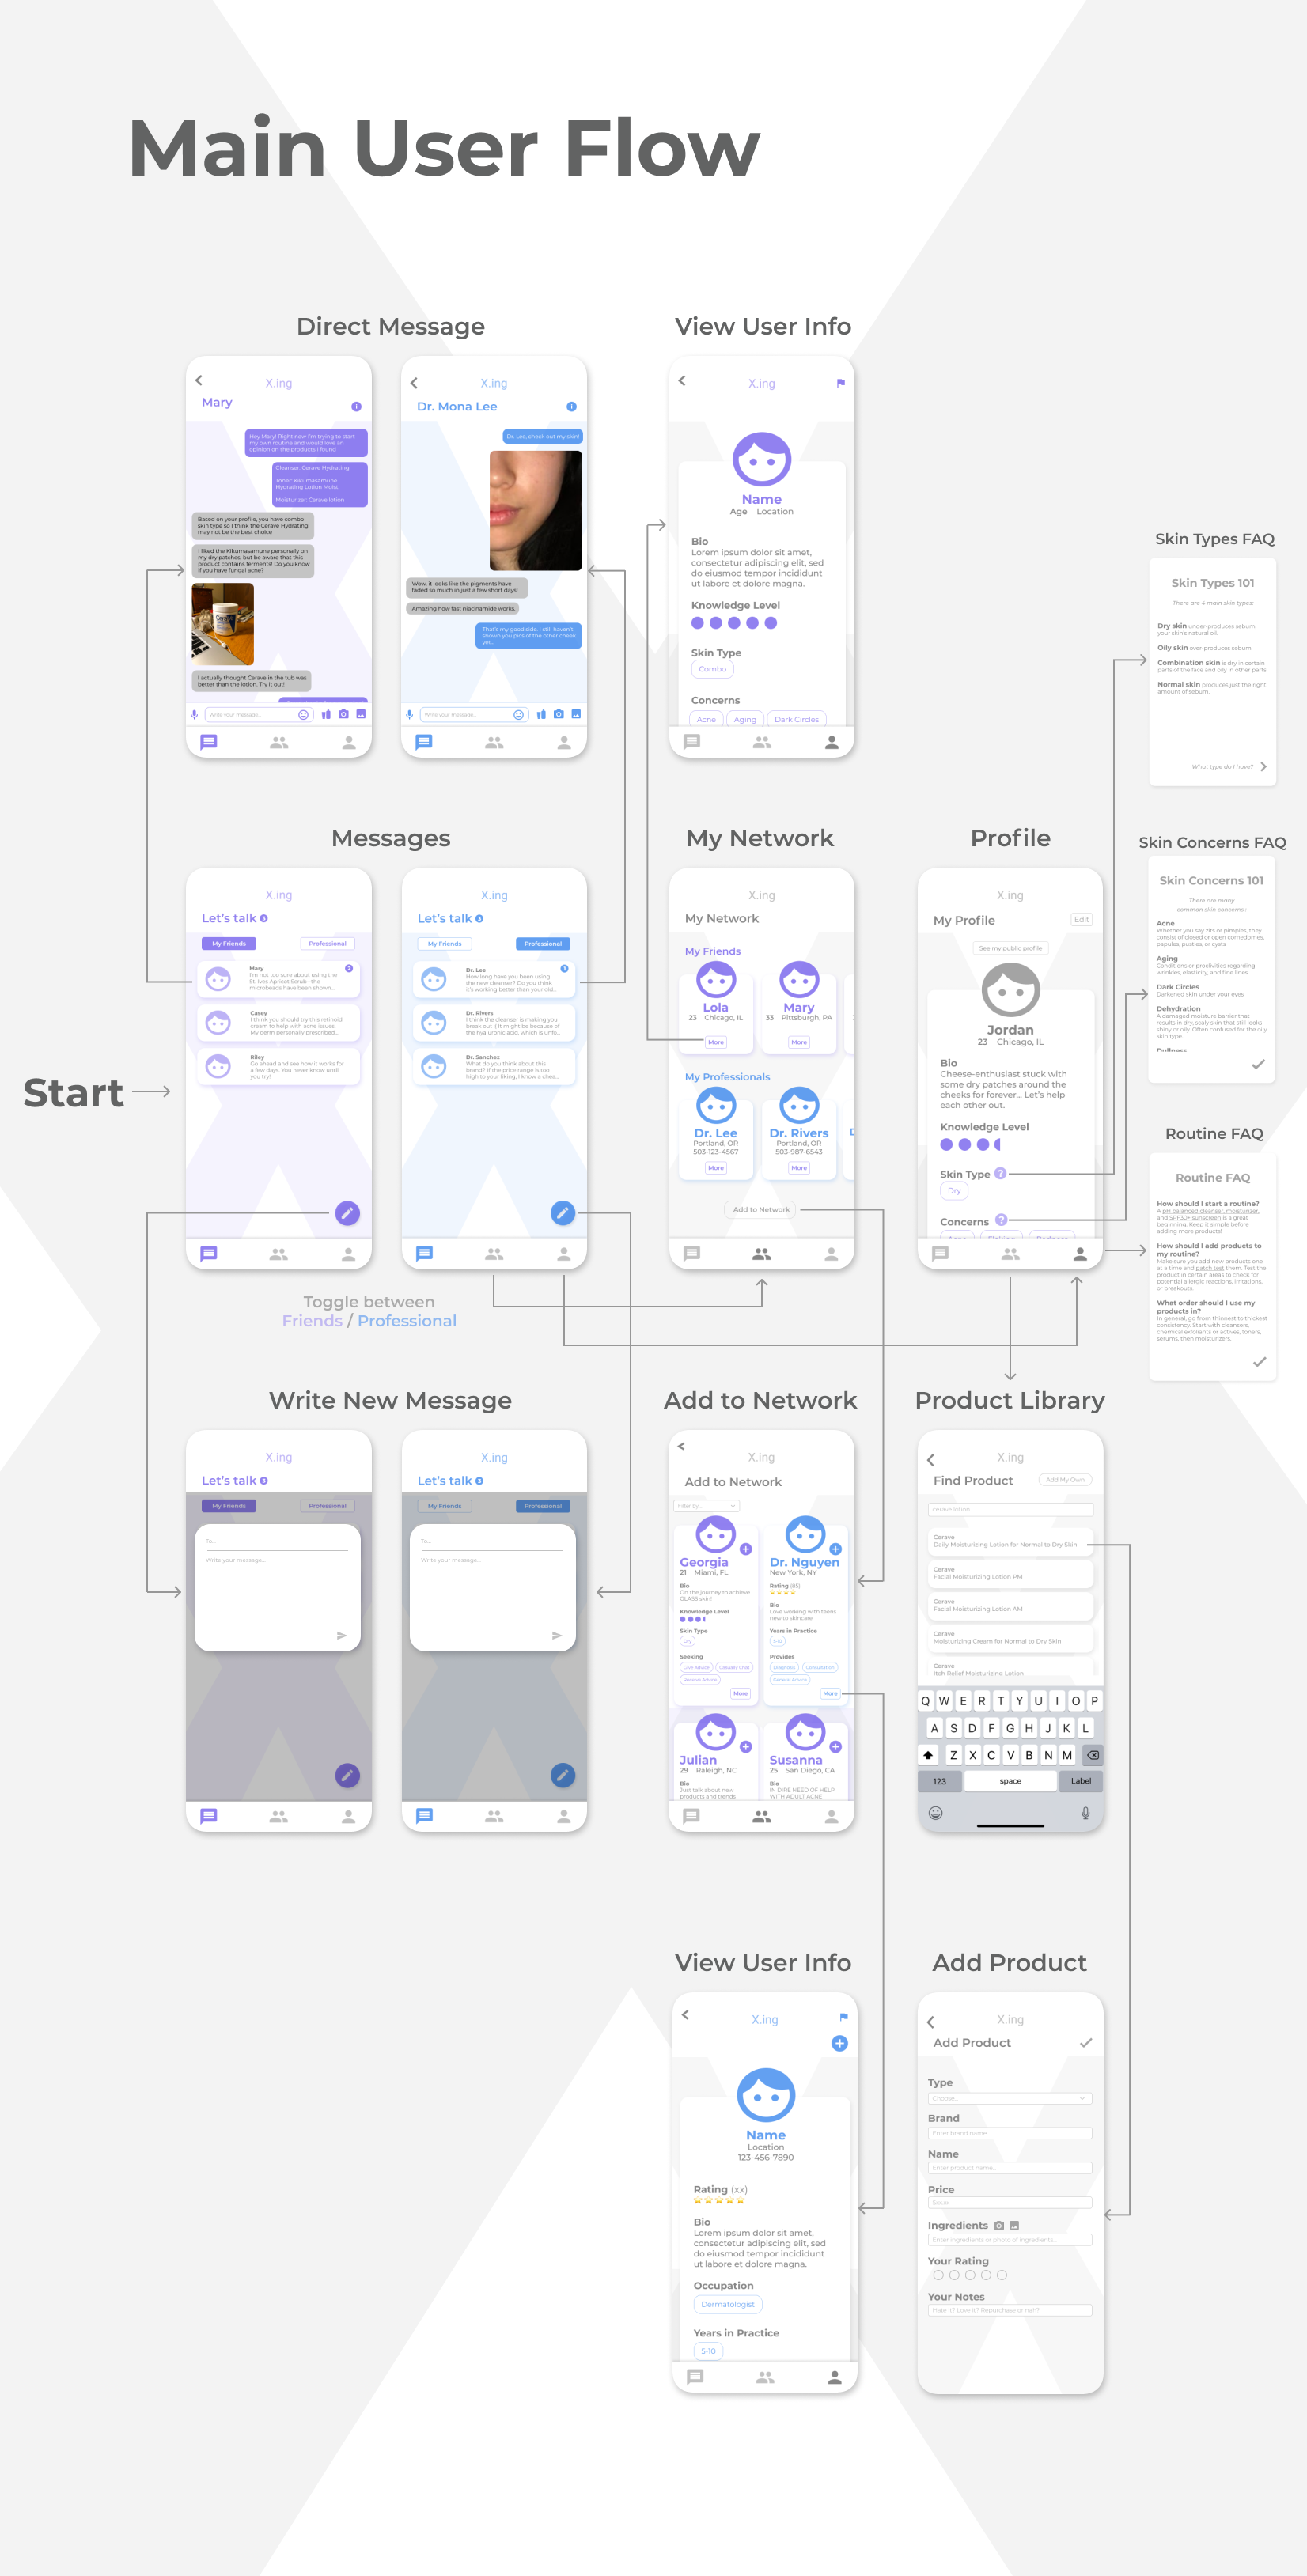 Main User Flow
Direct Message
View User Info
X.ing
Mary
Hey Mary! Right now I'm trying to start
my own routine and would love an
opinion on the products I found
Cleanser: Cerave Hydrating
Toner: Kikumasamune
Hydrating Lotion Moist
Moisturiser: Cerave lotion
Based on your profile, you have combo
skin type so I think the Cerave Hydrating
may not be the best choice
I liked the Kikumasamune personally on
my dry patches, but be aware that this
product contains ferments! Do you know
if you have fungal acne?
I actually thought Cerave in the tub was
better than the lotion. Try it out!
Write your message...
X.ing
Dr. Mona Lee
Dr. Lee, check out my skin!
Wow, it looks like the pigments have
faded so much in just a few short days!
Amazing how fast niacinamide works.
That's my good side. I still haven't
shown you pics of the other cheek
yet...
Write your message...
X.ing
Name
Age Location
Bio
Lorem ipsum dolor sit amet,
consectetur adipiscing elit, sed
do eiusmod tempor incididunt
ut labore et dolore magna.
Knowledge Level
Skin Type
Combo
Concerns
Acne
Aging
Dark Circles
Skin Types FAQ
Skin Types 101
There are 4 main skin types:
Dry skin under-produces sebum,
your skin's natural oil.
Oily skin over-produces sebum.
Combination skin is dry in certain
parts of the face and oily in other parts.
Normal skin produces just the right
amount of sebum.
What type do I have?
Messages
My Network
Profile
Start
X.ing
Let's talk 3
My Friends
Professional
Mary
2
I'm not too sure about using the
St. Ives Apricot Scrub--the
microbeads have been shown...
Casey
I think you should try this retinoid
cream to help with acne issues.
My derm personally prescribed...
Riley
Go ahead and see how it works for
a few days. You never know until
you try!
X.ing
Let's talk 3
My Friends
Professional
Dr. Lee
1
How long have you been using
the new cleanser? Do you think
it's working better than your old...
Dr. Rivers
I think the cleanser is making you
break out :( It might be because of
the hyaluronic acid, which is unfo...
Dr. Sanchez
What do you think about this
brand? If the price range is too
high to your liking, I know a chea...
X.ing
My Network
My Friends
Lola
23 Chicago, IL
More
Mary
33 Pittsburgh, PA
More
My Professionals
Dr. Lee
Portland, OR
503-123-4567
More
Dr. Rivers
Portland, OR
503-987-6543
More
Add to Network
X.ing
My Profile
Edit
See my public profile
Jordan
23 Chicago, IL
Bio
Cheese-enthusiast stuck with
some dry patches around the
cheeks for forever... Let's help
each other out.
Knowledge Level
Skin Type ?
Dry
Concerns ?
Skin Concerns FAQ
Skin Concerns 101
There are many
common skin concerns :
Acne
Whether you say zits or pimples, they
consist of closed or open comedomes,
papules, pustles, or cysts
Aging
Conditions or proclivities regarding
wrinkles, elasticity, and fine lines
Dark Circles
Darkened skin under your eyes
Dehydration
A damaged moisture barrier that
results in dry, scaly skin that still looks
shiny or oily. Often confused for the oily
skin type.
Dullness
Routine FAQ
Routine FAQ
How should I start a routine?
A pH balanced cleanser, moisturizer,
and SPF30+ sunscreen is a great
beginning. Keep it simple before
adding more products!
How should I add products to
my routine?
Make sure you add new products one
at a time and patch test them. Test the
product in certain areas to check for
potential allergic reactions, irritations,
or breakouts.
What order should I use my
products in?
In general, go from thinnest to thickest
consistency. Start with cleansers,
chemical exfoliants or actives, toners,
serums, then moisturizers.
Toggle between
Friends / Professional
Write New Message
Add to Network
Product Library
X.ing
Let's talk 3
My Friends
Professional
To...
Write your message...
X.ing
Let's talk 3
My Friends
Professional
To...
Write your message...
X.ing
Add to Network
Filter by...
Georgia
21 Miami, FL
Bio
On the journey to achieve
GLASS skin!
Knowledge Level
Skin Type
Dry
Seeking
Give Advice
Casually Chat
Receive Advice
More
Dr. Nguyen
New York, NY
Rating (85)
Bio
Love working with teens
new to skincare
Years in Practice
5-10
Provides
Diagnosis
Consultation
General Advice
More
Julian
29 Raleigh, NC
Bio
Just talk about new
products and trends
Susanna
25 San Diego, CA
Bio
IN DIRE NEED OF HELP
WITH ADULT ACNE
X.ing
Find Product
Add My Own
cerave lotion
Cerave
Daily Moisturizing Lotion for Normal to Dry Skin
Cerave
Facial Moisturizing Lotion PM
Cerave
Facial Moisturizing Lotion AM
Cerave
Moisturizing Cream for Normal to Dry Skin
Cerave
Itch Relief Moisturizing Lotion
Q W E R T Y U I O P
A S D F G H J K L
Z X C V B N M
123 space Label
View User Info
Add Product
X.ing
Name
Location
123-456-7890
Rating (xx)
Bio
Lorem ipsum dolor sit amet,
consectetur adipiscing elit, sed
do eiusmod tempor incididunt
ut labore et dolore magna.
Occupation
Dermatologist
Years in Practice
5-10
X.ing
Add Product
Type
Choose...
Brand
Enter brand name...
Name
Enter product name...
Price
$xx.xx
Ingredients
Enter ingredients or photo of ingredients...
Your Rating
Your Notes
Hate it? Love it? Repurchase or nah?